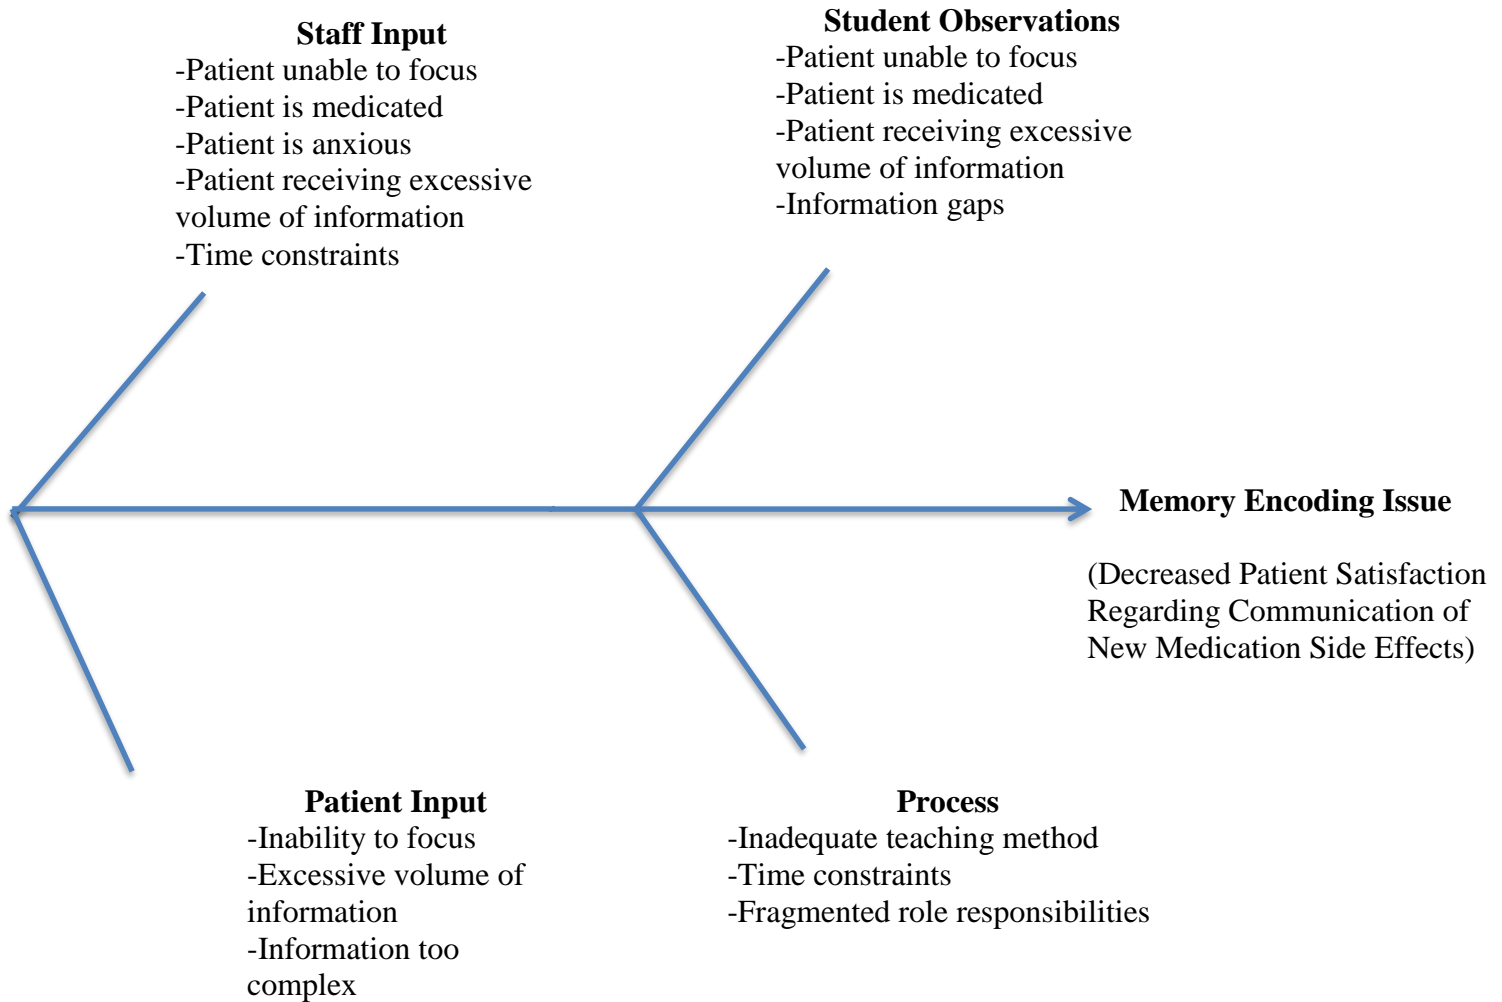 Staff Input
-Patient unable to focus
-Patient is medicated
-Patient is anxious
-Patient receiving excessive
volume of information
-Time constraints
Student Observations
-Patient unable to focus
-Patient is medicated
-Patient receiving excessive
volume of information
-Information gaps
Memory Encoding Issue
(Decreased Patient Satisfaction
Regarding Communication of
New Medication Side Effects)
Patient Input
-Inability to focus
-Excessive volume of
information
-Information too
complex
Process
-Inadequate teaching method
-Time constraints
-Fragmented role responsibilities